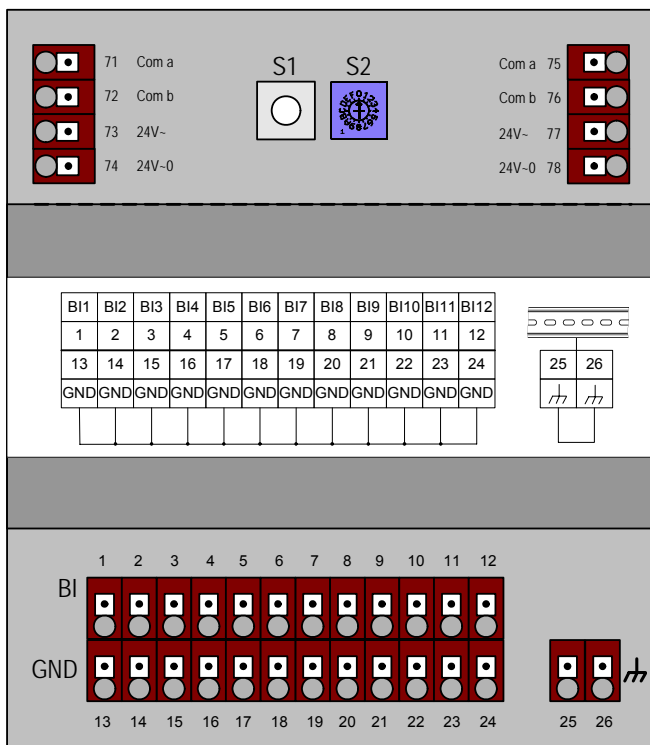 S1 S2
71 Com a
72 Com b
73 24V~
74 24V~0
Com a 75
Com b 76
24V~ 77
24V~0 78
BI1 BI2 BI3 BI4 BI5 BI6 BI7 BI8 BI9 BI10 BI11 BI12
1 2 3 4 5 6 7 8 9 10 11 12
13 14 15 16 17 18 19 20 21 22 23 24
GND GND GND GND GND GND GND GND GND GND GND GND
25 26
1 2 3 4 5 6 7 8 9 10 11 12
BI
GND
13 14 15 16 17 18 19 20 21 22 23 24
25 26